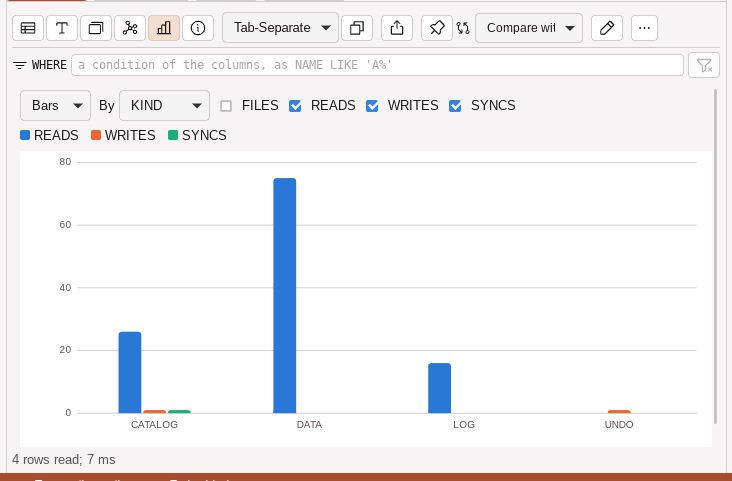 Tab-Separate
Compare wit
...
WHERE a condition of the columns, as NAME LIKE 'A%'
Bars By KIND FILES READS WRITES SYNCS
READS WRITES SYNCS
80
60
40
20
0
CATALOG DATA LOG UNDO
4 rows read; 7 ms